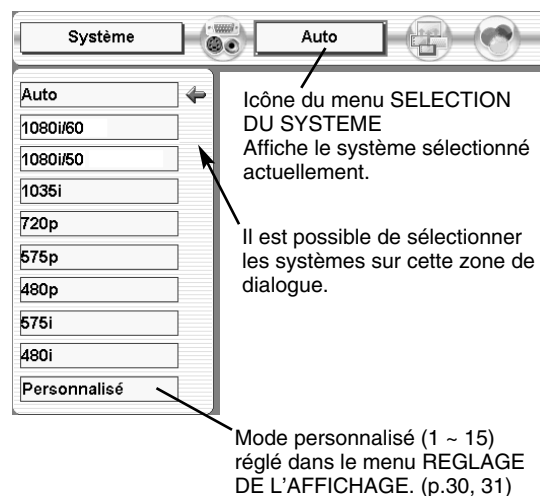 Système
Auto
Auto
1080i/60
1080i/50
1035i
720p
575p
480p
575i
480i
Personnalisé
Icône du menu SELECTION
DU SYSTEME
Affiche le système sélectionné
actuellement.
Il est possible de sélectionner
les systèmes sur cette zone de
dialogue.
Mode personnalisé (1 ~ 15)
réglé dans le menu REGLAGE
DE L'AFFICHAGE. (p.30, 31)